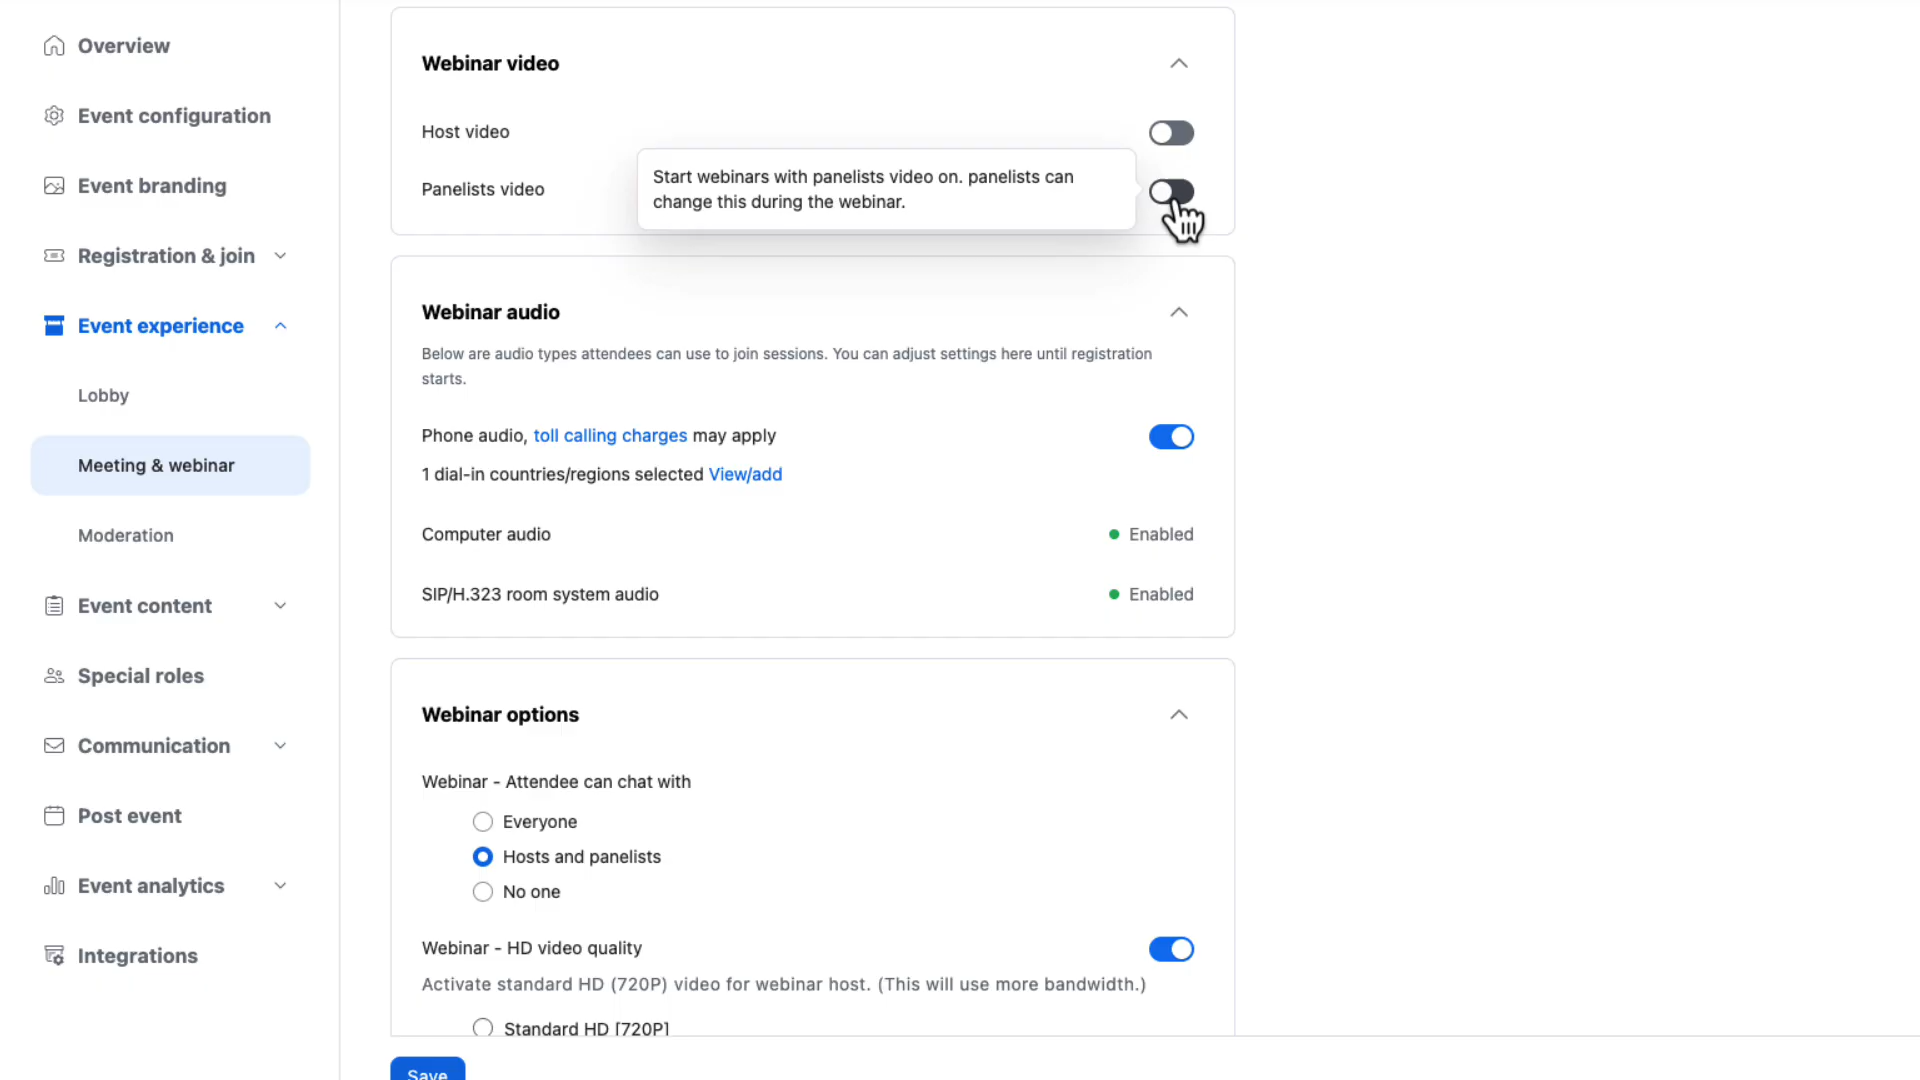 Overview
Event configuration
Event branding
Registration & join
Event experience
Lobby
Meeting & webinar
Moderation
Event content
Special roles
Communication
Post event
Event analytics
Integrations
Webinar video
Host video
Panelists video
Start webinars with panelists video on. panelists can
change this during the webinar.
Webinar audio
Below are audio types attendees can use to join sessions. You can adjust settings here until registration
starts.
Phone audio, toll calling charges may apply
1 dial-in countries/regions selected View/add
Computer audio
Enabled
SIP/H.323 room system audio
Enabled
Webinar options
Webinar - Attendee can chat with
Everyone
Hosts and panelists
No one
Webinar - HD video quality
Activate standard HD (720P) video for webinar host. (This will use more bandwidth.)
Standard HD [720P]
Save